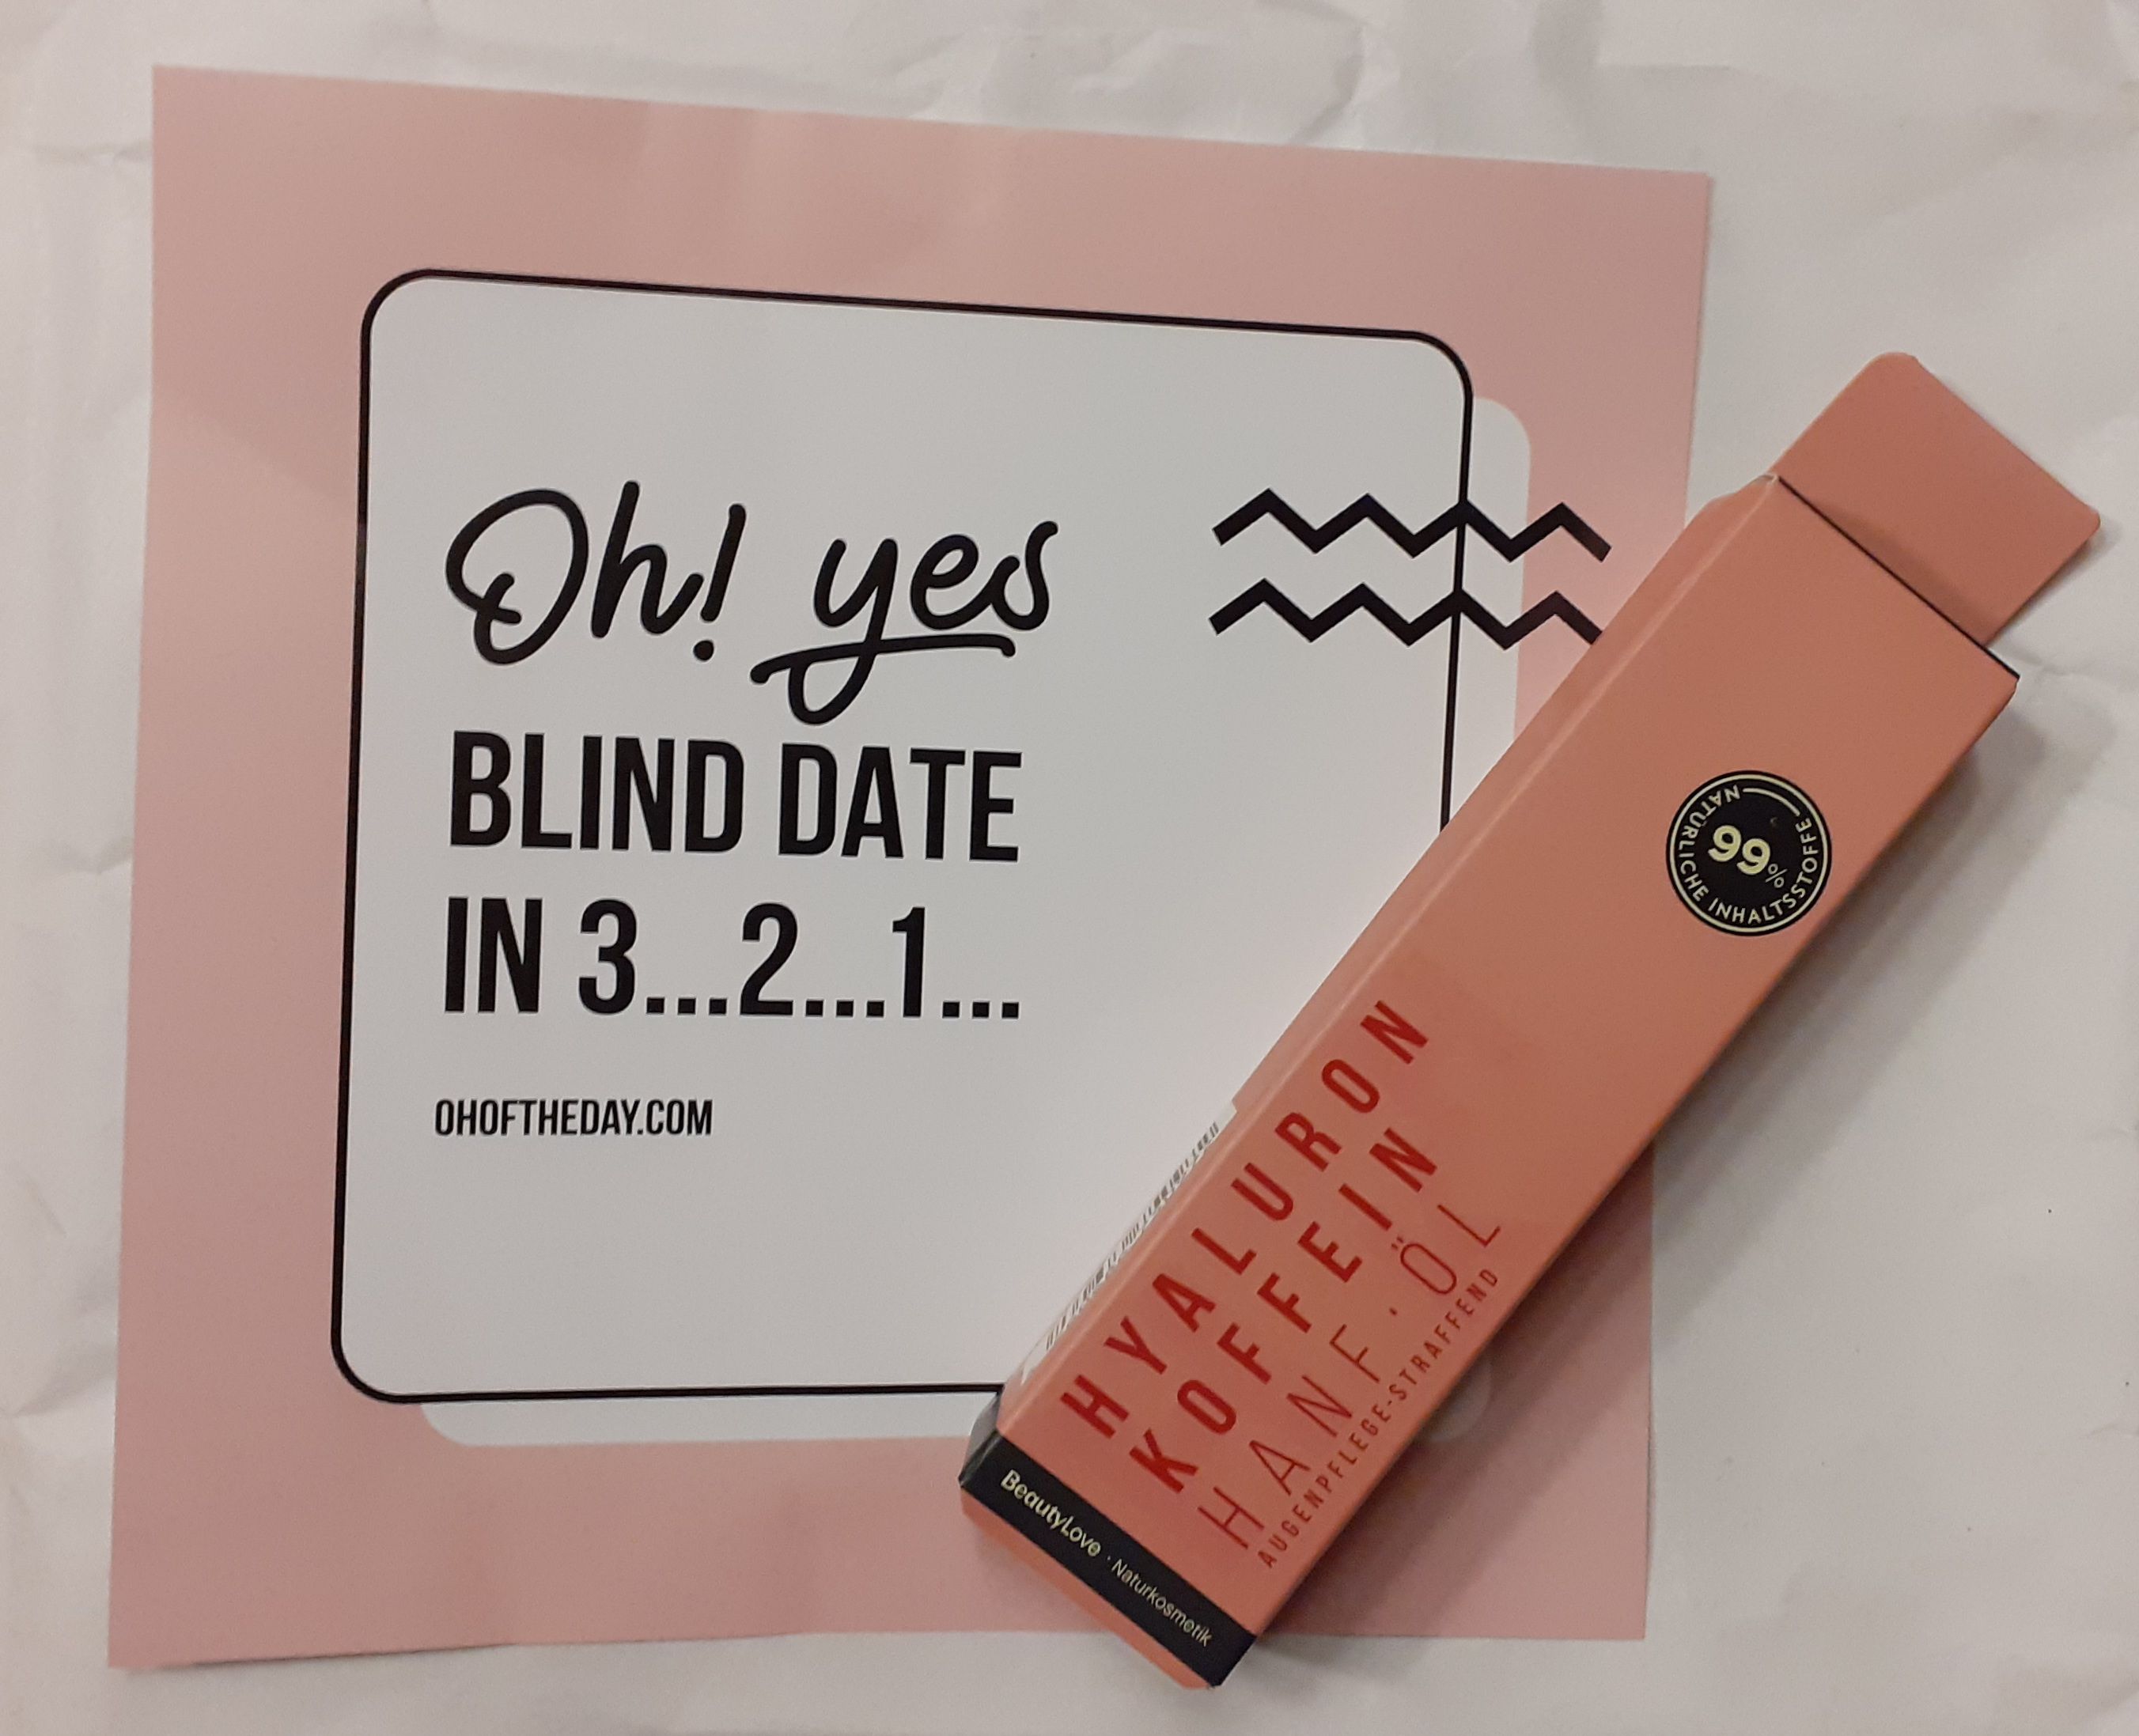 Oh! yes
BLIND DATE
IN 3...2...1...
OHOFTHEDAY.COM
99%
NATÜRLICHE INHALTSSTOFFE
HYALURON
KOFFEIN
HANF·ÖL
AUGENPFLEGE-STRAFFEND
BeautyLove · Naturkosmetik